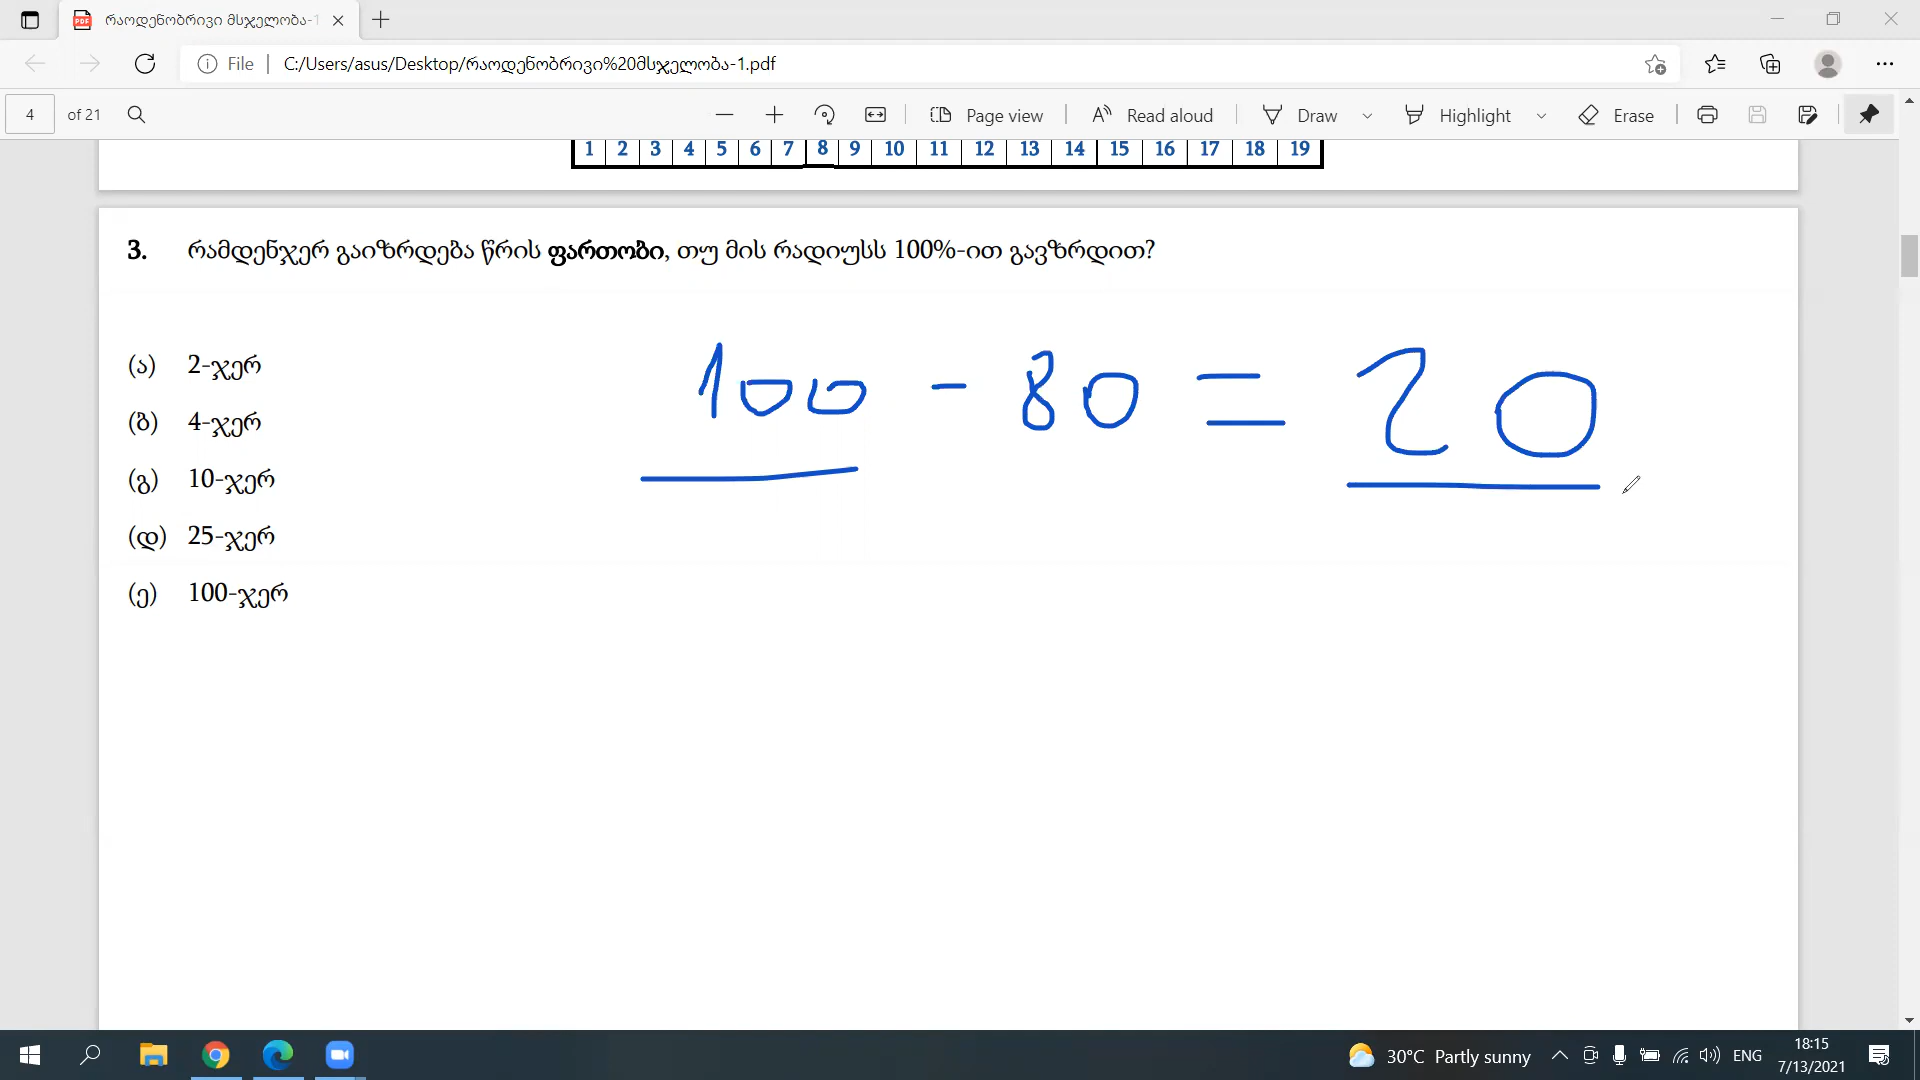 რაოდენობრივი მსჯელობა-1
File C:/Users/asus/Desktop/რაოდენობრივი%20მსჯელობა-1.pdf
4 of 21 Page view Read aloud Draw Highlight Erase
1 2 3 4 5 6 7 8 9 10 11 12 13 14 15 16 17 18 19
3. რამდენჯერ გაიზრდება წრის ფართობი, თუ მის რადიუსს 100%-ით გავზრდით?
100 - 80 = 20
(ა) 2-ჯერ
(ბ) 4-ჯერ
(გ) 10-ჯერ
(დ) 25-ჯერ
(ე) 100-ჯერ
30°C Partly sunny ENG 18:15
7/13/2021